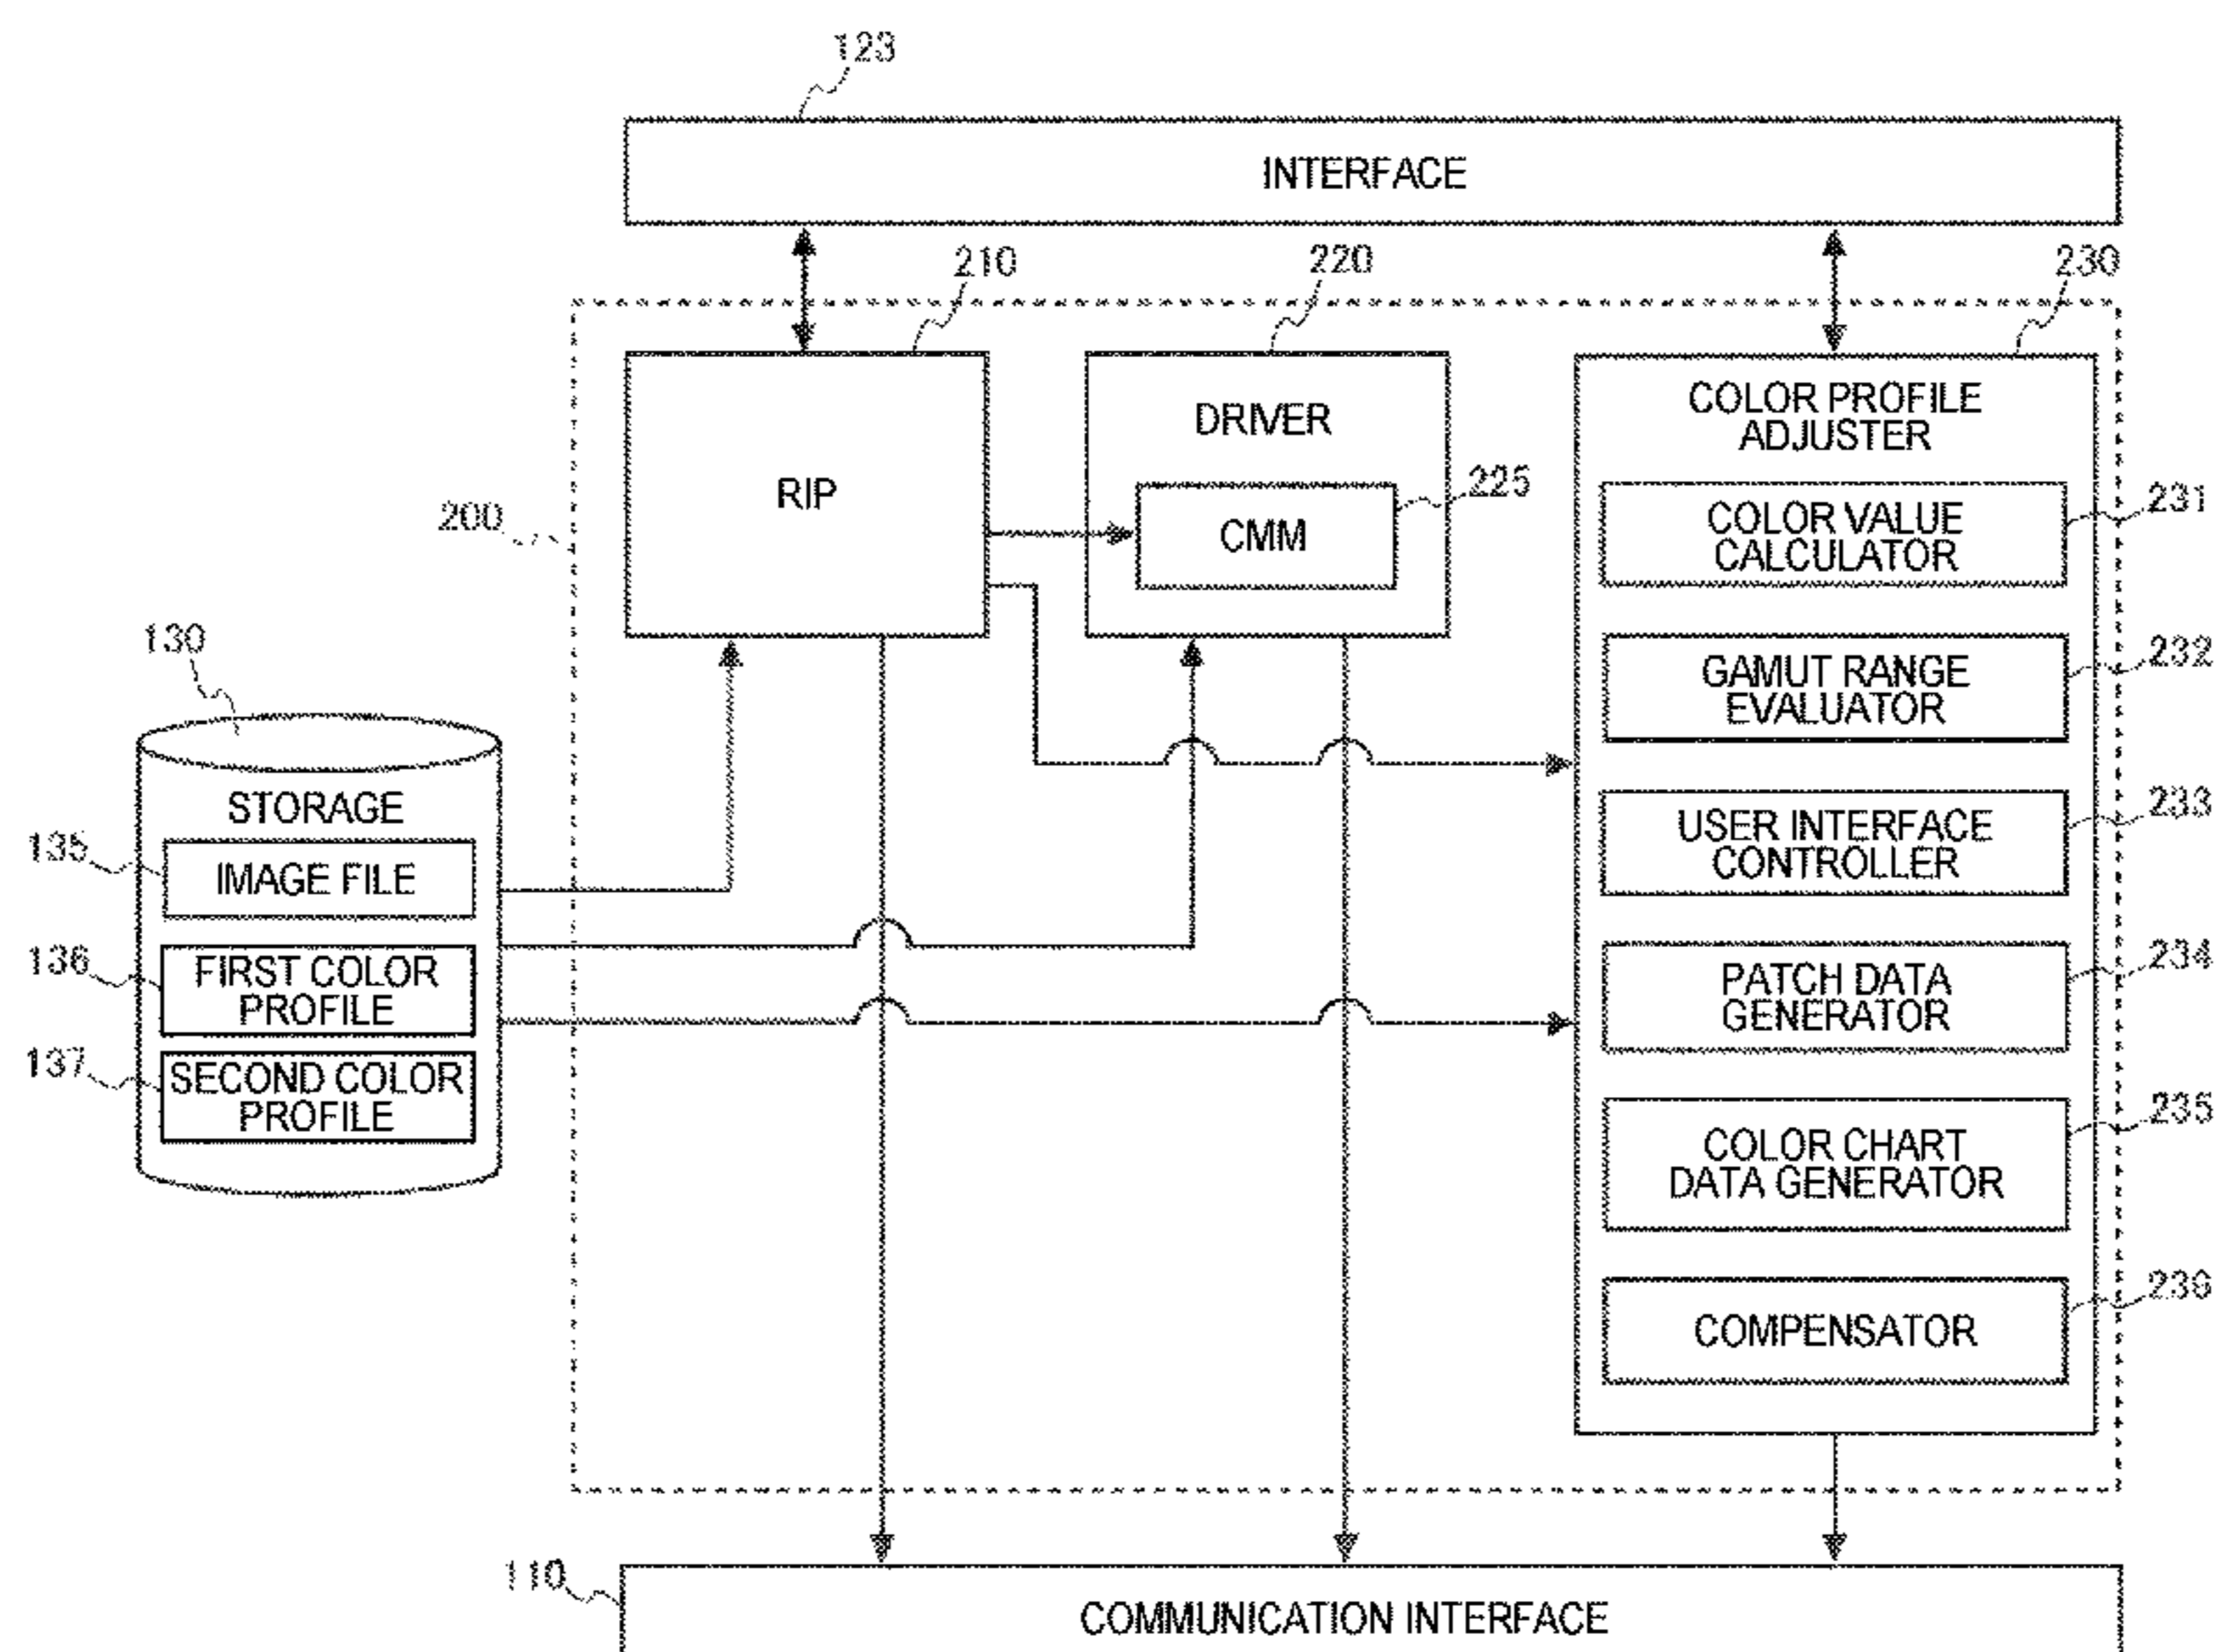 123
INTERFACE
210
220
230
RIP
DRIVER
225
CMM
200
COLOR PROFILE
ADJUSTER
231
COLOR VALUE
CALCULATOR
232
GAMUT RANGE
EVALUATOR
233
USER INTERFACE
CONTROLLER
234
PATCH DATA
GENERATOR
235
COLOR CHART
DATA GENERATOR
236
COMPENSATOR
130
STORAGE
135
IMAGE FILE
136
FIRST COLOR
PROFILE
137
SECOND COLOR
PROFILE
110
COMMUNICATION INTERFACE